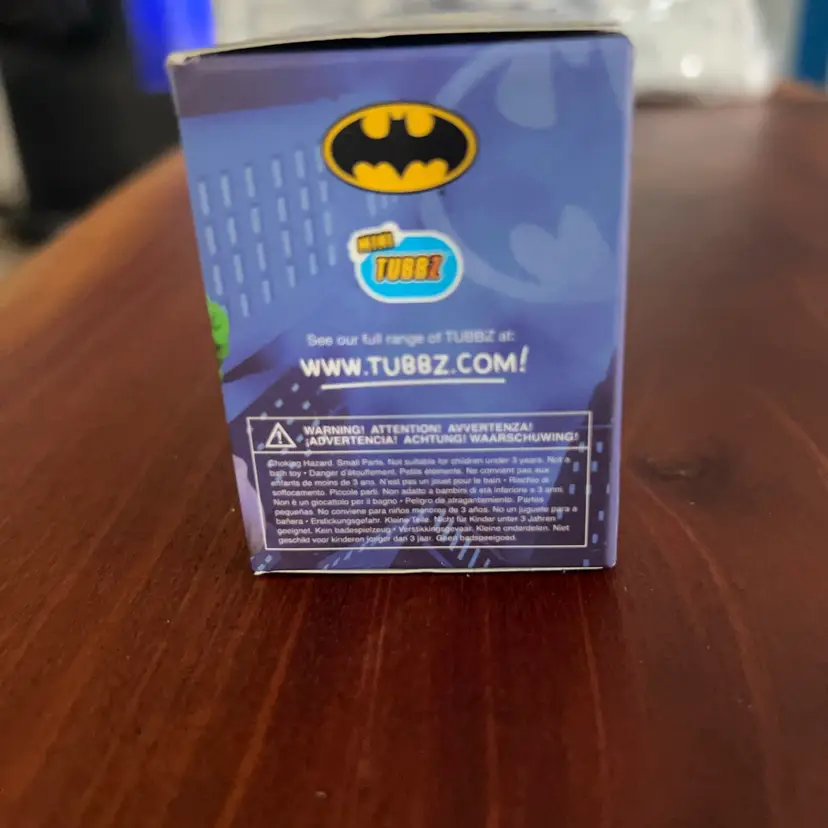 MINI
TUBBZ
See our full range of TUBBZ at:
WWW.TUBBZ.COM!
WARNING! ATTENTION! AVVERTENZA!
¡ADVERTENCIA! ACHTUNG! WAARSCHUWING!
Choking Hazard. Small Parts. Not suitable for children under 3 years. Not a
bath toy • Danger d'étouffement. Petits éléments. Ne convient pas aux
enfants de moins de 3 ans. N'est pas un jouet pour le bain • Rischio di
soffocamento. Piccole parti. Non adatto a bambini di età inferiore a 3 anni.
Non è un giocattolo per il bagno • Peligro de atragantamiento. Partes
pequeñas. No conviene para niños menores de 3 años. No un juguete para a
bañera • Erstickungsgefahr. Kleine Teile. Nicht für Kinder unter 3 Jahren
geeignet. Kein badespielzeug • Verstikkingsgevaar. Kleine onderdelen. Niet
geschikt voor kinderen jonger dan 3 jaar. Geen badspeelgoed.